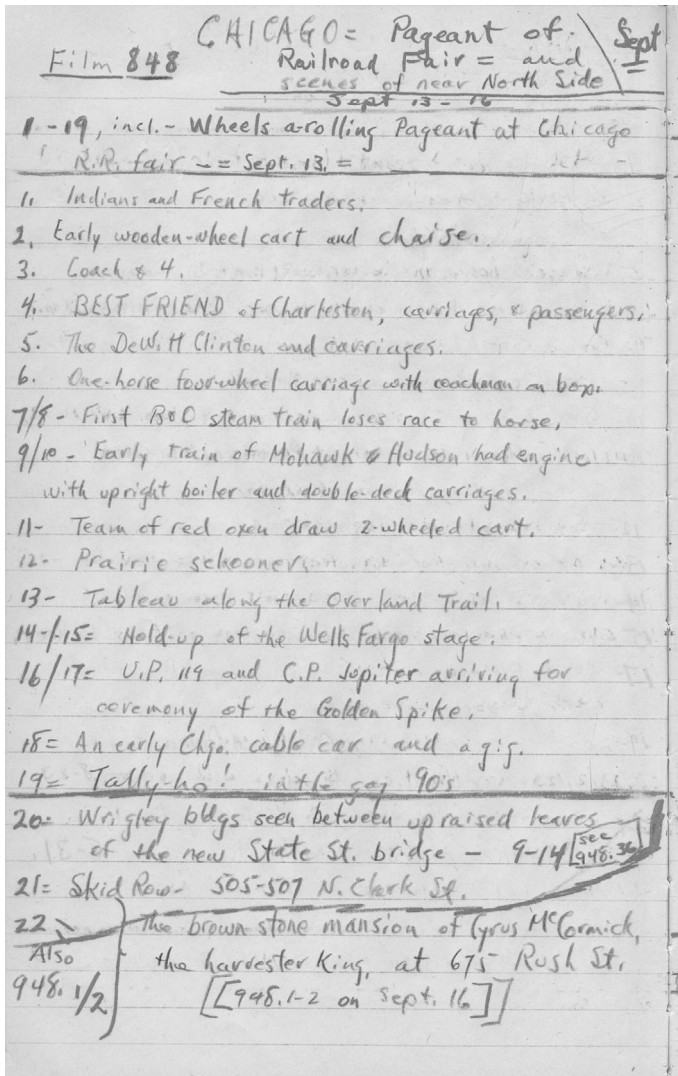 CHICAGO= Pageant of
Sept
I
Film 848
Railroad Fair = and
scenes of near North Side
Sept 13 - 16
1 - 19, incl.- Wheels a-rolling Pageant at Chicago
R.R. fair - = Sept. 13. =
1. Indians and French traders.
2. Early wooden-wheel cart and chaise.
3. Coach & 4.
4. BEST FRIEND of Charleston, carriages, & passengers.
5. The DeWitt Clinton and carriages.
6. One-horse four-wheel carriage with coachman on box.
7/8 - First B&O steam train loses race to horse.
9/10 - Early train of Mohawk & Hudson had engine
with upright boiler and double-deck carriages.
11- Team of red oxen draw 2-wheeled cart.
12- Prairie schooner.
13- Tableau along the Overland Trail.
14-/-15= Hold-up of the Wells Fargo stage.
16/17= U.P. 119 and C.P. Jupiter arriving for
ceremony of the Golden Spike.
18= An early Chgo. cable car and a gig.
19= Tally-ho! in the gay '90's
20= Wrigley bldgs seen between upraised leaves
of the new State St. bridge - 9-14 [see
948.36]
21= Skid Row- 505-507 N. Clark St.
22
Also
948. 1/2
The brown stone mansion of Cyrus McCormick,
the harvester King, at 675 Rush St.
[[948.1-2 on Sept. 16]]